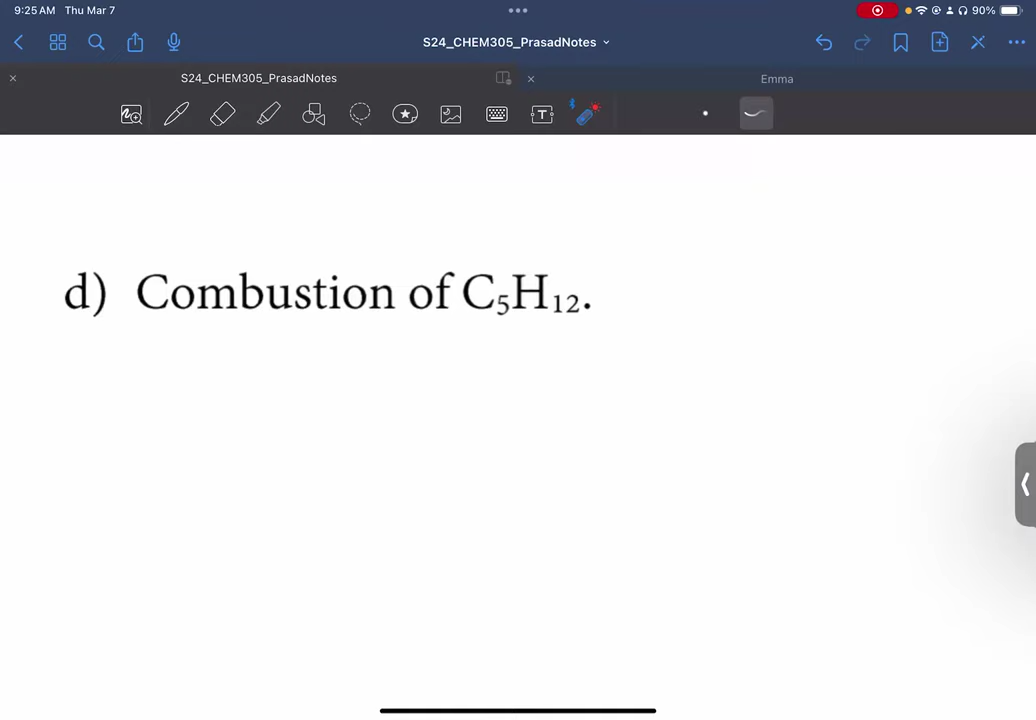 9:25 AM Thu Mar 7
90%
S24_CHEM305_PrasadNotes
S24_CHEM305_PrasadNotes
Emma
T
d) Combustion of C₅H₁₂.